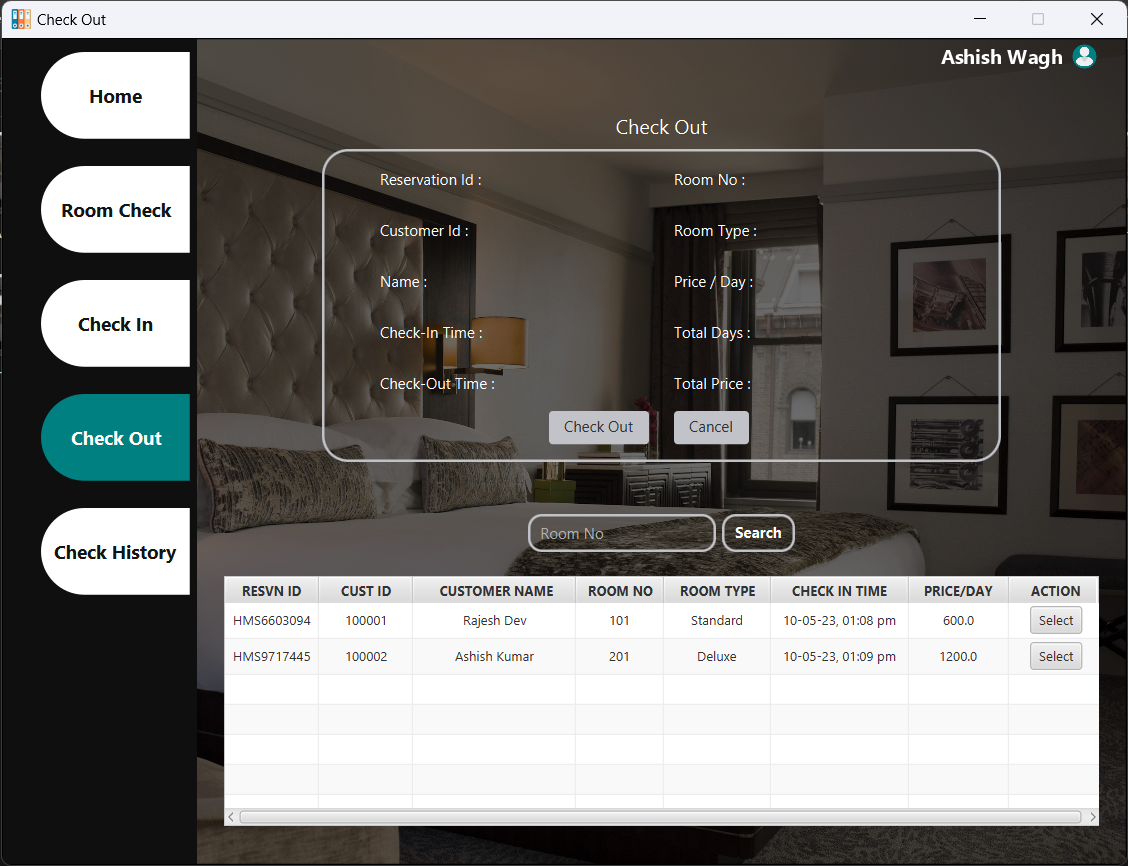 Check Out
Ashish Wagh
Home
Room Check
Check In
Check Out
Check History
Check Out
Reservation Id :
Room No :
Customer Id :
Room Type :
Name :
Price / Day :
Check-In Time :
Total Days :
Check-Out Time :
Total Price :
Check Out
Cancel
Room No
Search
RESVN ID CUST ID CUSTOMER NAME ROOM NO ROOM TYPE CHECK IN TIME PRICE/DAY ACTION
HMS6603094 100001 Rajesh Dev 101 Standard 10-05-23, 01:08 pm 600.0 Select
HMS9717445 100002 Ashish Kumar 201 Deluxe 10-05-23, 01:09 pm 1200.0 Select